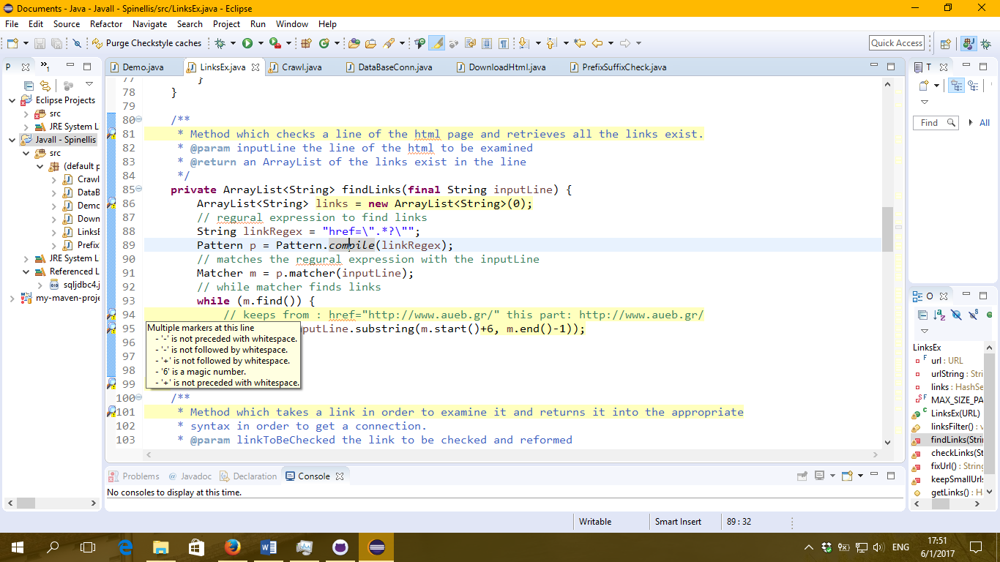 Documents - Java - JavaII - Spinellis/src/LinksEx.java - Eclipse
File Edit Source Refactor Navigate Search Project Run Window Help
Purge Checkstyle caches
Quick Access
P
1
Eclipse Projects
src
JRE System L
JavaII - Spinellis
src
(default p
Crawl
DataB
Demo
Down
LinksE
Prefix
JRE System L
Referenced L
sqljdbc4.j
my-maven-proje
Demo.java LinksEx.java Crawl.java DataBaseConn.java DownloadHtml.java PrefixSuffixCheck.java
77 }
78 }
79
80 /**
81 * Method which checks a line of the html page and retrieves all the links exist.
82 * @param inputLine the line of the html to be examined
83 * @return an ArrayList of the links exist in the line
84 */
85 private ArrayList<String> findLinks(final String inputLine) {
86 ArrayList<String> links = new ArrayList<String>(0);
87 // regural expression to find links
88 String linkRegex = "href=\".*?\"";
89 Pattern p = Pattern.compile(linkRegex);
90 // matches the regural expression with the inputLine
91 Matcher m = p.matcher(inputLine);
92 // while matcher finds links
93 while (m.find()) {
94 // keeps from : href="http://www.aueb.gr/" this part: http://www.aueb.gr/
95 putLine.substring(m.start()+6, m.end()-1));
96
97
98
99
100 /**
101 * Method which takes a link in order to examine it and returns it into the appropriate
102 * syntax in order to get a connection.
103 * @param linkToBeChecked the link to be checked and reformed
Multiple markers at this line
- '-' is not preceded with whitespace.
- '-' is not followed by whitespace.
- '+' is not followed by whitespace.
- '6' is a magic number.
- '+' is not preceded with whitespace.
T
Find
All
O
LinksEx
url : URL
urlString : Stri
links : HashSe
MAX_SIZE_PA
LinksEx(URL)
linksFilter() : v
findLinks(Strin
checkLinks(St
fixUrl() : String
keepSmallUrls
getLinks() : H
Problems @ Javadoc Declaration Console
No consoles to display at this time.
Writable Smart Insert 89 : 32
ENG
17:51
6/1/2017